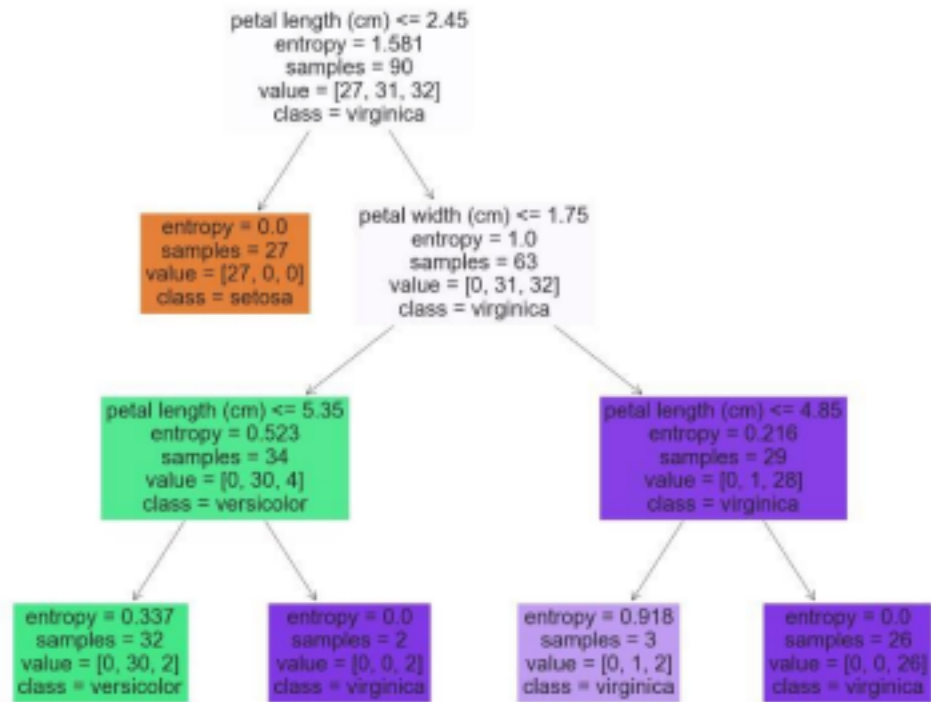 petal length (cm) <= 2.45
entropy = 1.581
samples = 90
value = [27, 31, 32]
class = virginica
entropy = 0.0
samples = 27
value = [27, 0, 0]
class = setosa
petal width (cm) <= 1.75
entropy = 1.0
samples = 63
value = [0, 31, 32]
class = virginica
petal length (cm) <= 5.35
entropy = 0.523
samples = 34
value = [0, 30, 4]
class = versicolor
petal length (cm) <= 4.85
entropy = 0.216
samples = 29
value = [0, 1, 28]
class = virginica
entropy = 0.337
samples = 32
value = [0, 30, 2]
class = versicolor
entropy = 0.0
samples = 2
value = [0, 0, 2]
class = virginica
entropy = 0.918
samples = 3
value = [0, 1, 2]
class = virginica
entropy = 0.0
samples = 26
value = [0, 0, 26]
class = virginica